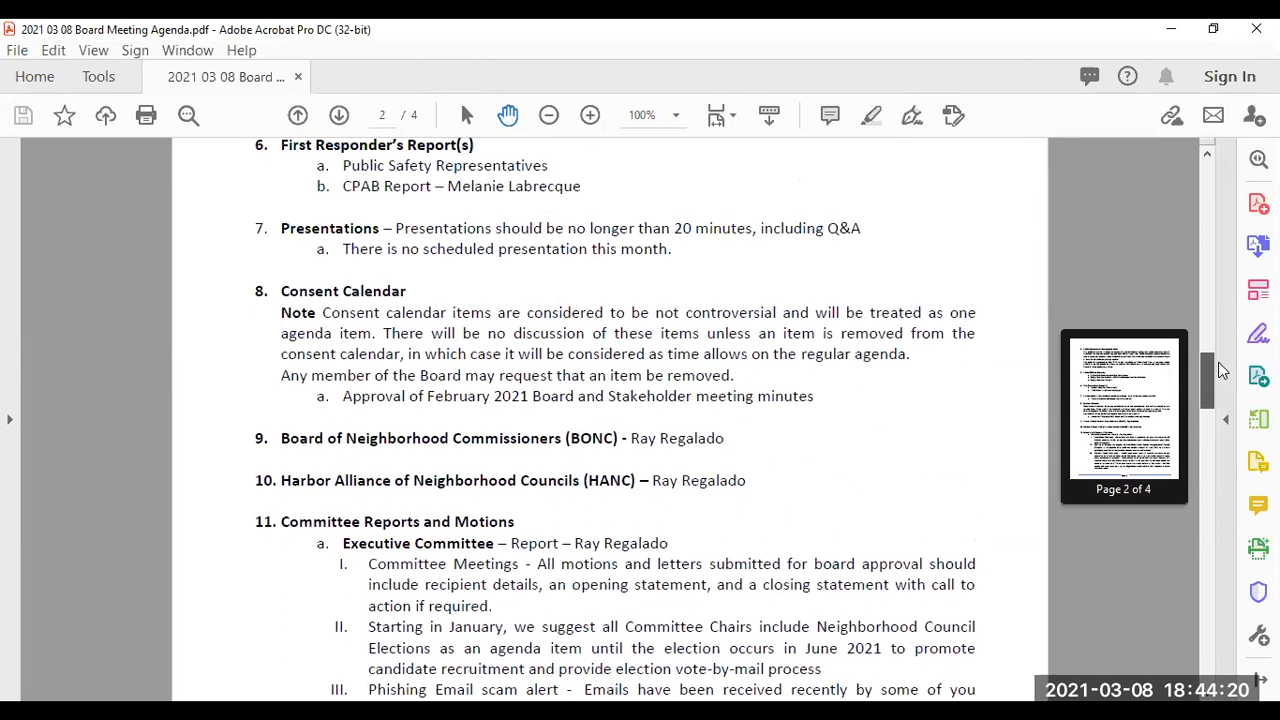 2021 03 08 Board Meeting Agenda.pdf - Adobe Acrobat Pro DC (32-bit)
File Edit View Sign Window Help
Home Tools 2021 03 08 Board ... × Sign In
2 / 4 100%
6. First Responder's Report(s)
a. Public Safety Representatives
b. CPAB Report – Melanie Labrecque
7. Presentations – Presentations should be no longer than 20 minutes, including Q&A
a. There is no scheduled presentation this month.
8. Consent Calendar
Note Consent calendar items are considered to be not controversial and will be treated as one
agenda item. There will be no discussion of these items unless an item is removed from the
consent calendar, in which case it will be considered as time allows on the regular agenda.
Any member of the board may request that an item be removed.
a. Approval of February 2021 Board and Stakeholder meeting minutes
9. Board of Neighborhood Commissioners (BONC) - Ray Regalado
10. Harbor Alliance of Neighborhood Councils (HANC) – Ray Regalado
11. Committee Reports and Motions
a. Executive Committee – Report – Ray Regalado
I. Committee Meetings - All motions and letters submitted for board approval should
include recipient details, an opening statement, and a closing statement with call to
action if required.
II. Starting in January, we suggest all Committee Chairs include Neighborhood Council
Elections as an agenda item until the election occurs in June 2021 to promote
candidate recruitment and provide election vote-by-mail process
III. Phishing Email scam alert - Emails have been received recently by some of you
Page 2 of 4
2021-03-08 18:44:20